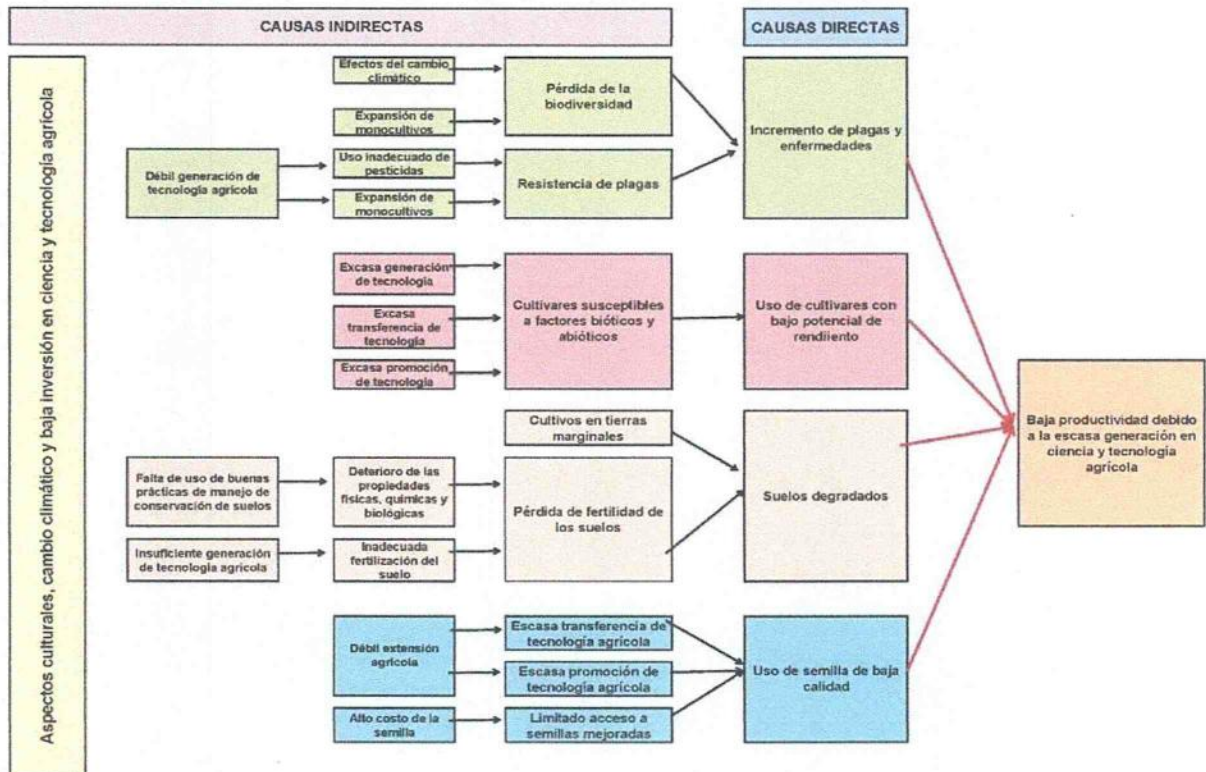 CAUSAS INDIRECTAS
CAUSAS DIRECTAS
Aspectos culturales, cambio climático y baja inversión en ciencia y tecnología agrícola
Efectos del cambio
climático
Pérdida de la
biodiversidad
Expansión de
monocultivos
Incremento de plagas y
enfermedades
Débil generación de
tecnología agrícola
Uso inadecuado de
pesticidas
Resistencia de plagas
Expansión de
monocultivos
Excasa generación
de tecnología
Excasa
transferencia de
tecnología
Excasa promoción
de tecnología
Cultivares susceptibles
a factores bióticos y
abióticos
Uso de cultivares con
bajo potencial de
rendiiento
Baja productividad debido
a la escasa generación en
ciencia y tecnología
agrícola
Cultivos en tierras
marginales
Falta de uso de buenas
prácticas de manejo de
conservación de suelos
Deterioro de las
propiedades
físicas, químicas y
biológicas
Pérdida de fertilidad de
los suelos
Suelos degradados
Insuficiente generación
de tecnología agrícola
Inadecuada
fertilización del
suelo
Débil extensión
agrícola
Escasa transferencia de
tecnología agrícola
Escasa promoción de
tecnología agrícola
Uso de semilla de baja
calidad
Alto costo de la
semilla
Limitado acceso a
semillas mejoradas